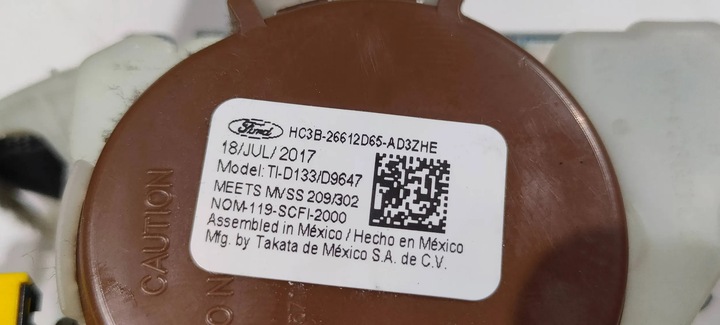 Ford HC3B-26612D65-AD3ZHE
18/JUL/2017
Model: TI-D133/D9647
MEETS MVSS 209/302
NOM-119-SCFI-2000
Assembled in México / Hecho en México
Mfg. by Takata de México S.A. de C.V.
CAUTION